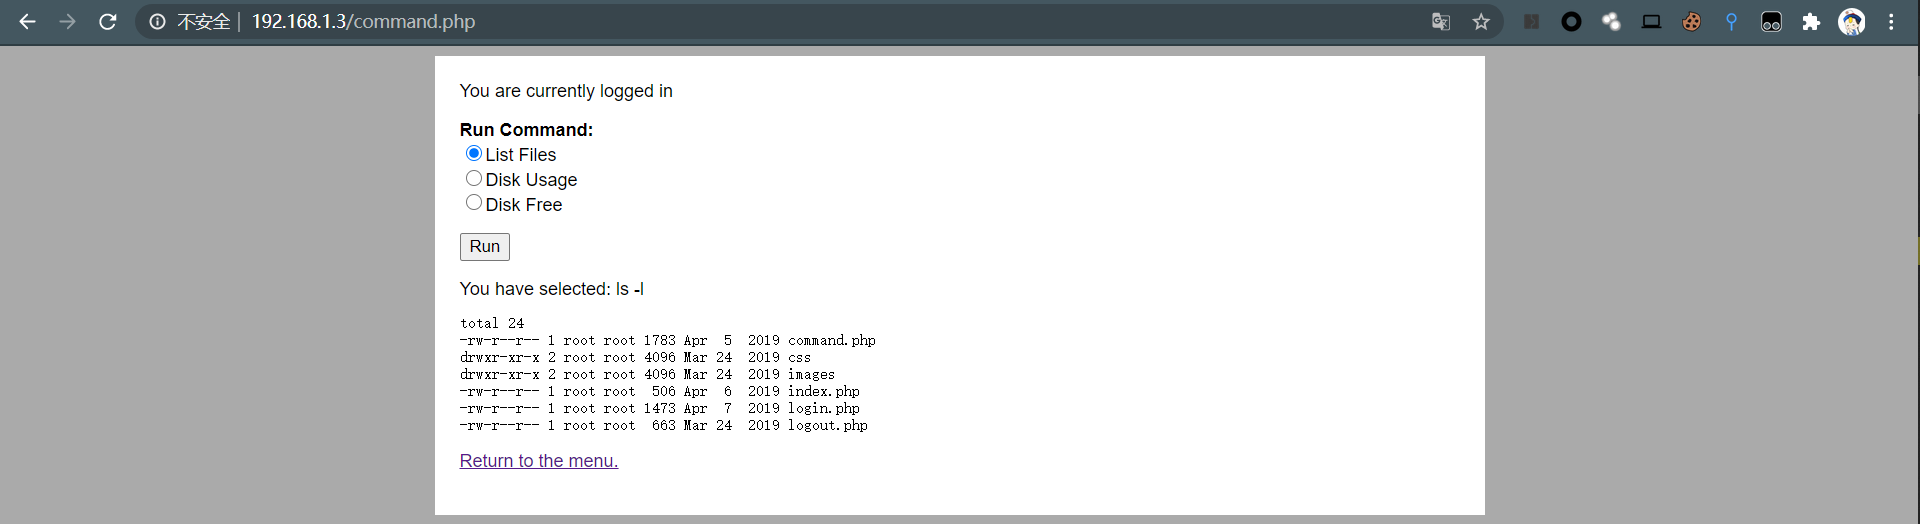 不安全 192.168.1.3/command.php
You are currently logged in
Run Command:
List Files
Disk Usage
Disk Free
Run
You have selected: ls -l
total 24
-rw-r--r-- 1 root root 1783 Apr  5  2019 command.php
drwxr-xr-x 2 root root 4096 Mar 24  2019 css
drwxr-xr-x 2 root root 4096 Mar 24  2019 images
-rw-r--r-- 1 root root  506 Apr  6  2019 index.php
-rw-r--r-- 1 root root 1473 Apr  7  2019 login.php
-rw-r--r-- 1 root root  663 Mar 24  2019 logout.php
Return to the menu.